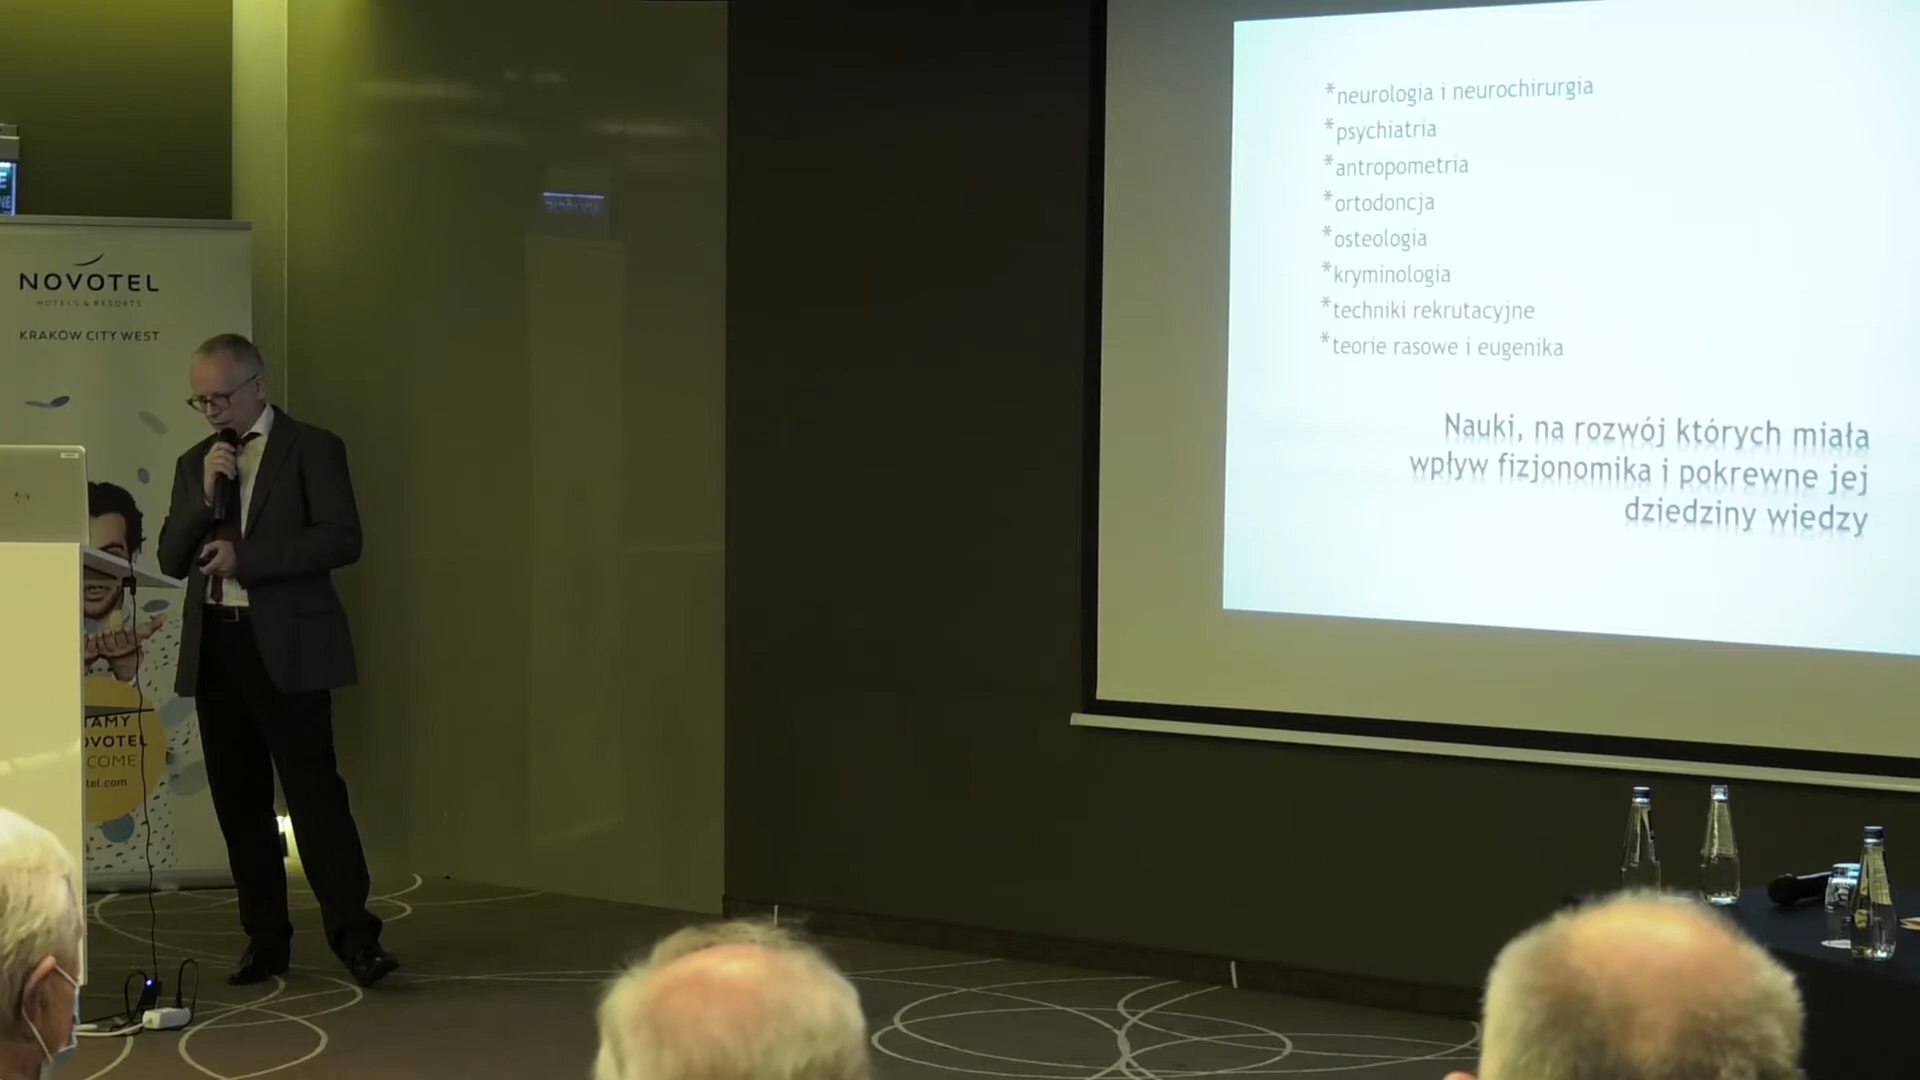 NOVOTEL
HOTELS & RESORTS
KRAKÓW CITY WEST
*neurologia i neurochirurgia
*psychiatria
*antropometria
*ortodoncja
*osteologia
*kryminologia
*techniki rekrutacyjne
*teorie rasowe i eugenika
Nauki, na rozwój których miała
wpływ fizjonomika i pokrewne jej
dziedziny wiedzy